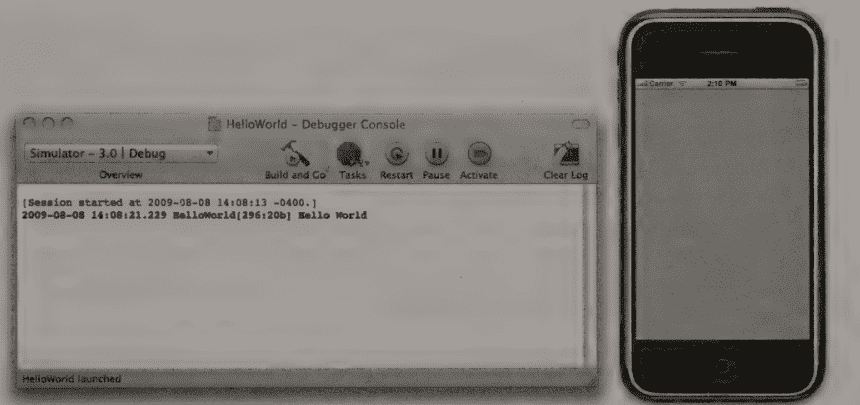 HelloWorld - Debugger Console
Simulator - 3.0 | Debug
Overview
Build and Go
Tasks
Restart
Pause
Activate
Clear Log
[Session started at 2009-08-08 14:08:13 -0400.]
2009-08-08 14:08:21.229 HelloWorld[296:20b] Hello World
HelloWorld launched
Carrier
2:10 PM